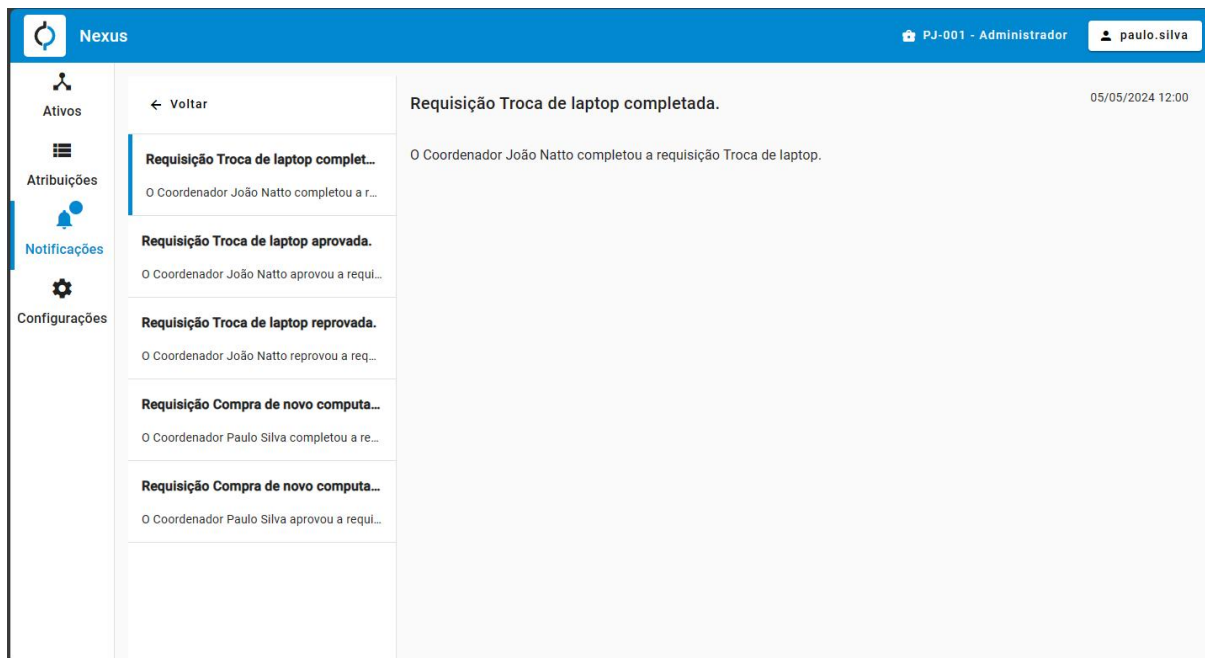 Nexus
PJ-001 - Administrador
paulo.silva
Ativos
Atribuições
Notificações
Configurações
Voltar
Requisição Troca de laptop complet...
O Coordenador João Natto completou a r...
Requisição Troca de laptop aprovada.
O Coordenador João Natto aprovou a requi...
Requisição Troca de laptop reprovada.
O Coordenador João Natto reprovou a req...
Requisição Compra de novo computa...
O Coordenador Paulo Silva completou a re...
Requisição Compra de novo computa...
O Coordenador Paulo Silva aprovou a requi...
Requisição Troca de laptop completada.
05/05/2024 12:00
O Coordenador João Natto completou a requisição Troca de laptop.